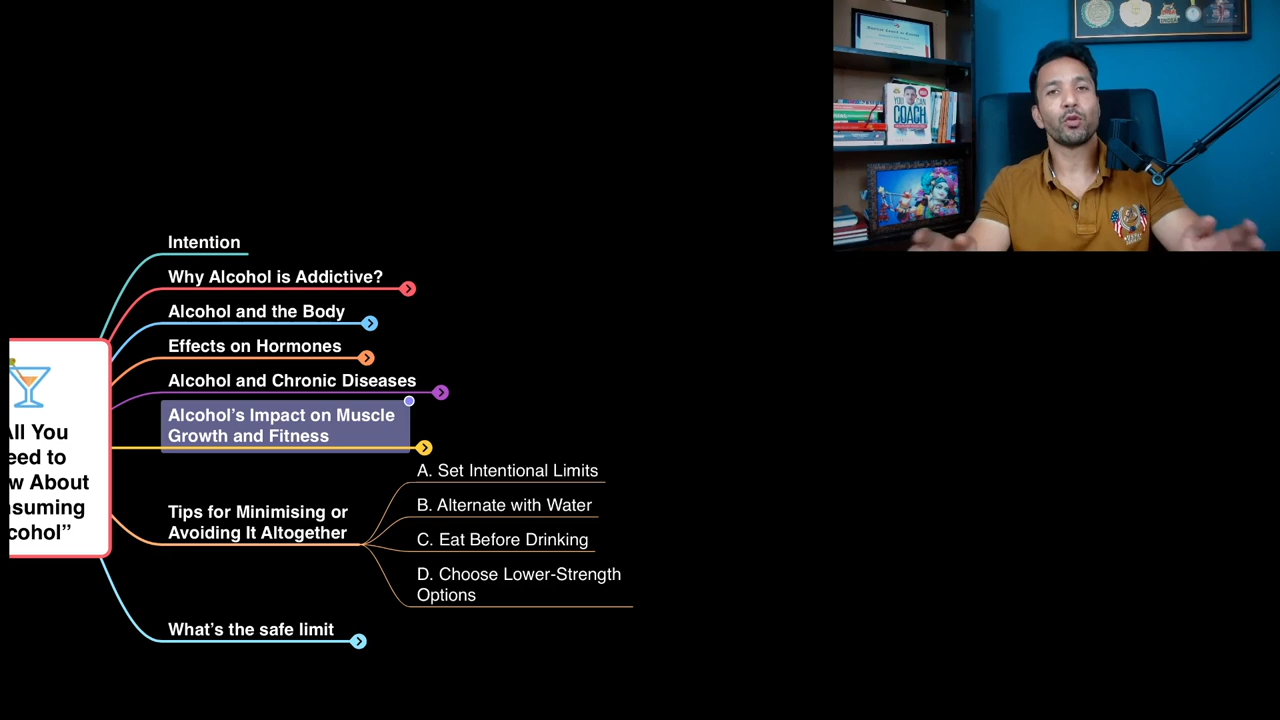 YOU CAN
COACH
Intention
Why Alcohol is Addictive?
Alcohol and the Body
Effects on Hormones
Alcohol and Chronic Diseases
Alcohol’s Impact on Muscle
Growth and Fitness
All You
eed to
w About
nsuming
cohol”
A. Set Intentional Limits
B. Alternate with Water
Tips for Minimising or
Avoiding It Altogether
C. Eat Before Drinking
D. Choose Lower-Strength
Options
What’s the safe limit